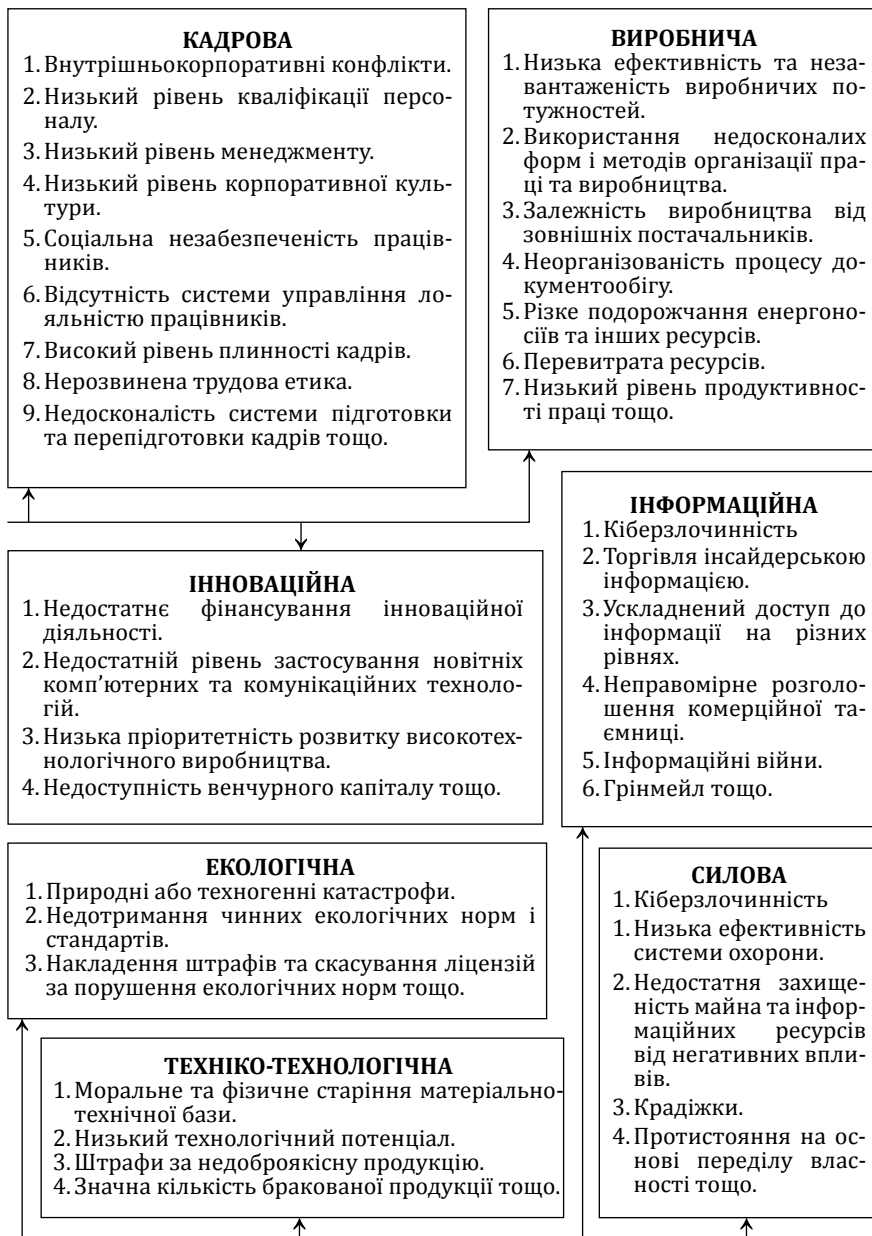 КАДРОВА
1. Внутрішньокорпоративні конфлікти.
2. Низький рівень кваліфікації персо-
налу.
3. Низький рівень менеджменту.
4. Низький рівень корпоративної куль-
тури.
5. Соціальна незабезпеченість праців-
ників.
6. Відсутність системи управління ло-
яльністю працівників.
7. Високий рівень плинності кадрів.
8. Нерозвинена трудова етика.
9. Недосконалість системи підготовки
та перепідготовки кадрів тощо.
ВИРОБНИЧА
1. Низька ефективність та неза-
вантаженість виробничих по-
тужностей.
2. Використання недосконалих
форм і методів організації пра-
ці та виробництва.
3. Залежність виробництва від
зовнішніх постачальників.
4. Неорганізованість процесу до-
кументообігу.
5. Різке подорожчання енергоно-
сіїв та інших ресурсів.
6. Перевитрата ресурсів.
7. Низький рівень продуктивнос-
ті праці тощо.
ІННОВАЦІЙНА
1. Недостатнє фінансування інноваційної
діяльності.
2. Недостатній рівень застосування новітніх
комп’ютерних та комунікаційних техноло-
гій.
3. Низька пріоритетність розвитку високотех-
нологічного виробництва.
4. Недоступність венчурного капіталу тощо.
ІНФОРМАЦІЙНА
1. Кіберзлочинність
2. Торгівля інсайдерською
інформацією.
3. Ускладнений доступ до
інформації на різних
рівнях.
4. Неправомірне розголо-
шення комерційної та-
ємниці.
5. Інформаційні війни.
6. Грінмейл тощо.
ЕКОЛОГІЧНА
1. Природні або техногенні катастрофи.
2. Недотримання чинних екологічних норм і
стандартів.
3. Накладення штрафів та скасування ліцензій
за порушення екологічних норм тощо.
СИЛОВА
1. Кіберзлочинність
1. Низька ефективність
системи охорони.
2. Недостатня захище-
ність майна та інфор-
маційних ресурсів
від негативних впли-
вів.
3. Крадіжки.
4. Протистояння на ос-
нові переділу влас-
ності тощо.
ТЕХНІКО-ТЕХНОЛОГІЧНА
1. Моральне та фізичне старіння матеріально-
технічної бази.
2. Низький технологічний потенціал.
3. Штрафи за недоброякісну продукцію.
4. Значна кількість бракованої продукції тощо.